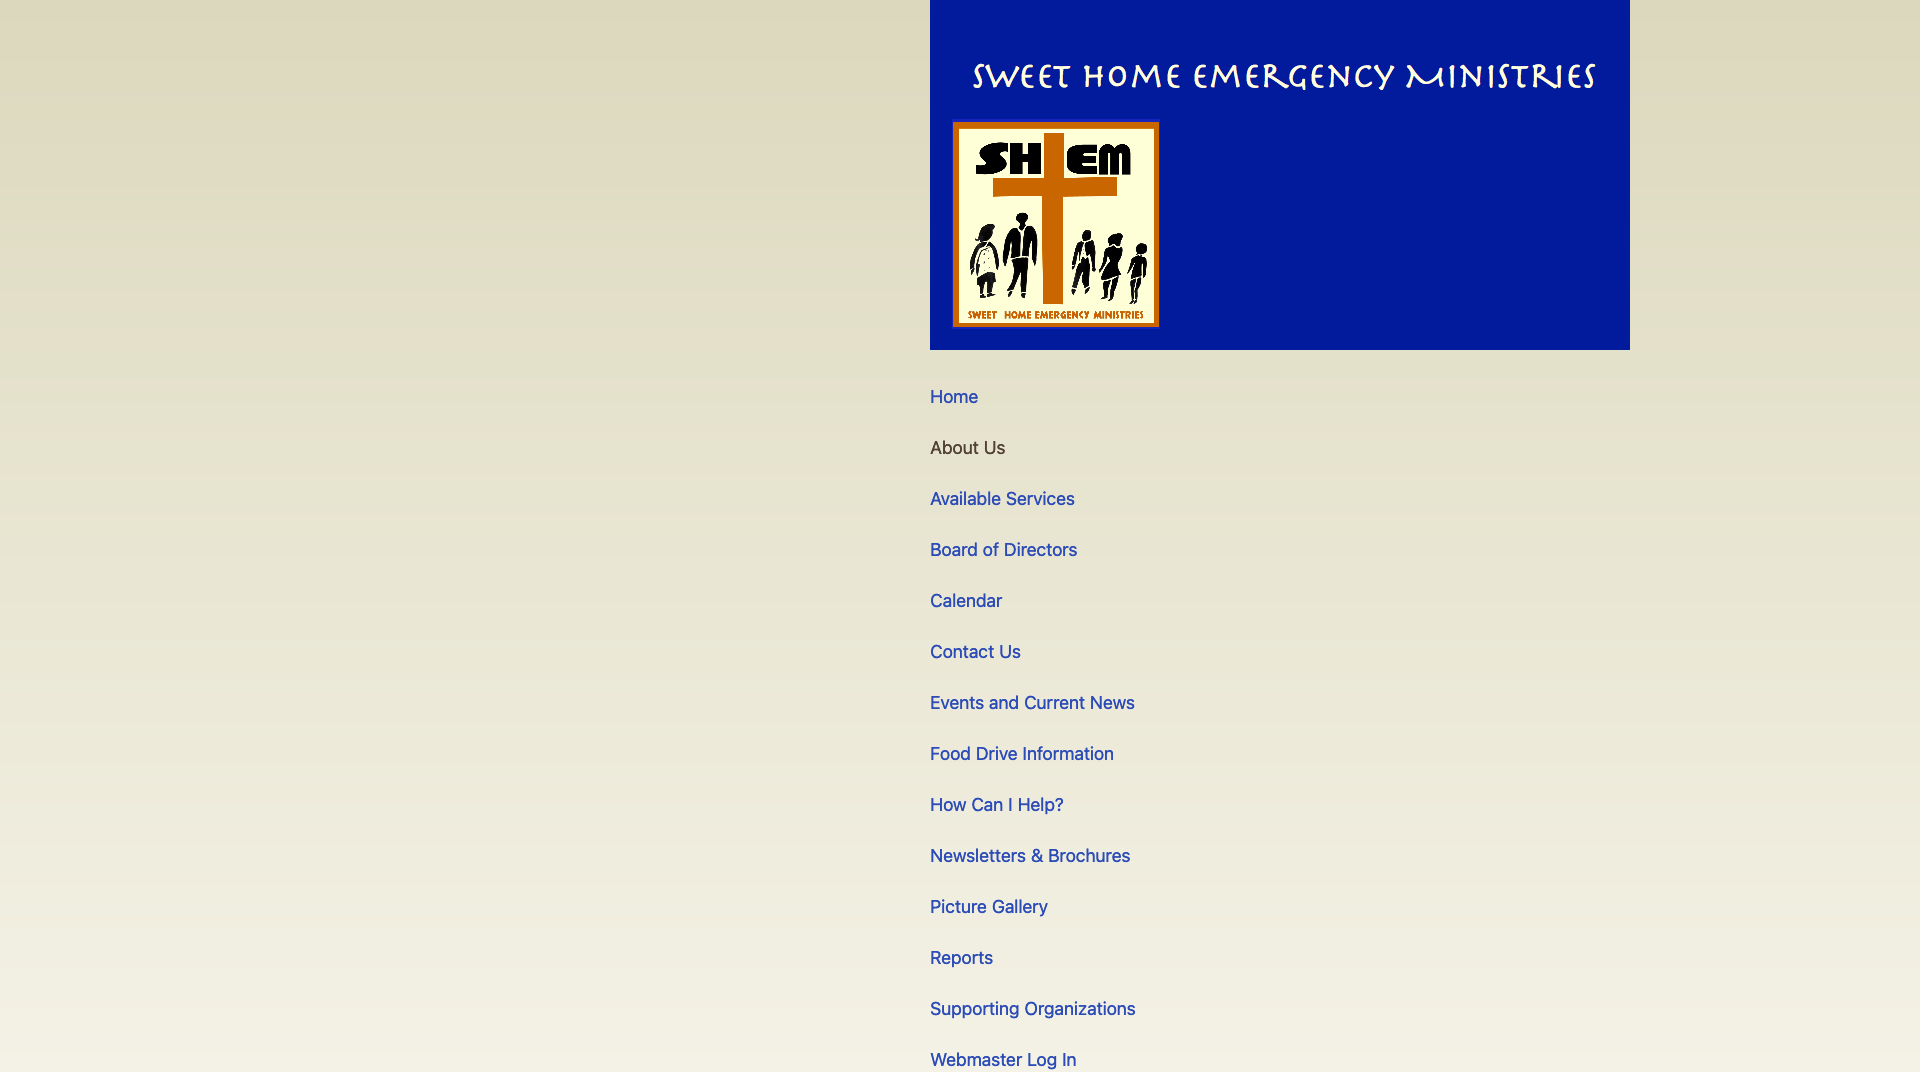 Sweet Home Emergency Ministries
SH EM
SWEET HOME EMERGENCY MINISTRIES
Home
About Us
Available Services
Board of Directors
Calendar
Contact Us
Events and Current News
Food Drive Information
How Can I Help?
Newsletters & Brochures
Picture Gallery
Reports
Supporting Organizations
Webmaster Log In